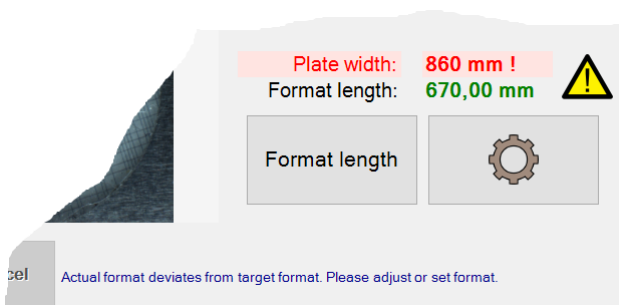 Plate width: 860 mm !
Format length: 670,00 mm
Format length
cel Actual format deviates from target format. Please adjust or set format.